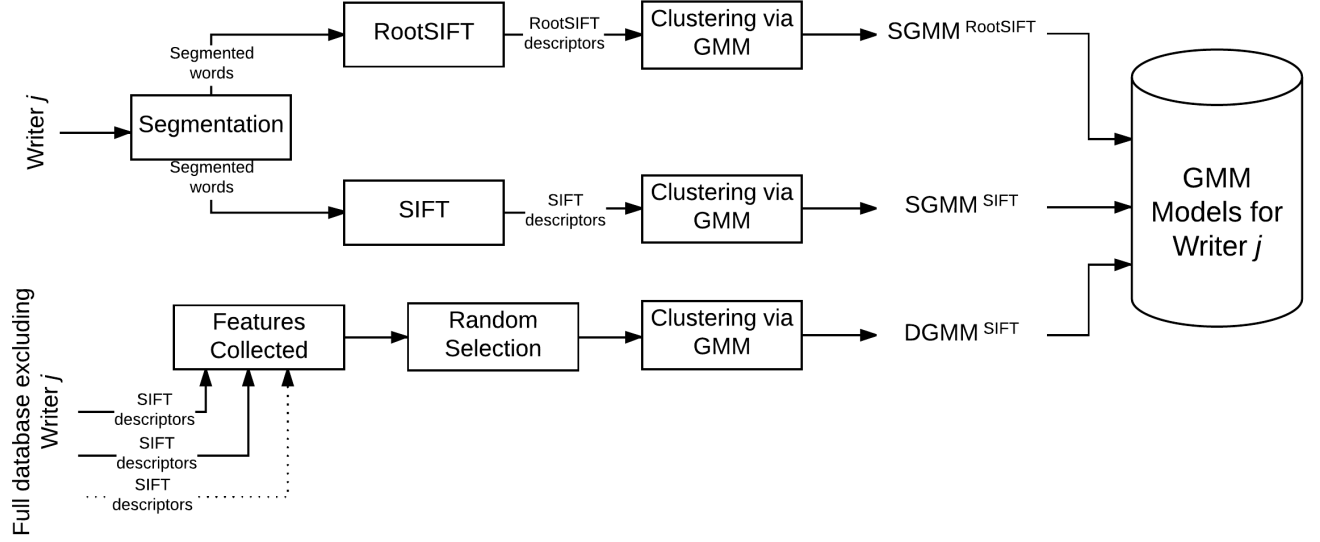 RootSIFT
RootSIFT
descriptors
Clustering via
GMM
SGMM RootSIFT
Segmented
words
Writer j
Segmentation
Segmented
words
SIFT
SIFT
descriptors
Clustering via
GMM
SGMM SIFT
GMM
Models for
Writer j
Full database excluding
Writer j
Features
Collected
Random
Selection
Clustering via
GMM
DGMM SIFT
SIFT
descriptors
SIFT
descriptors
SIFT
descriptors